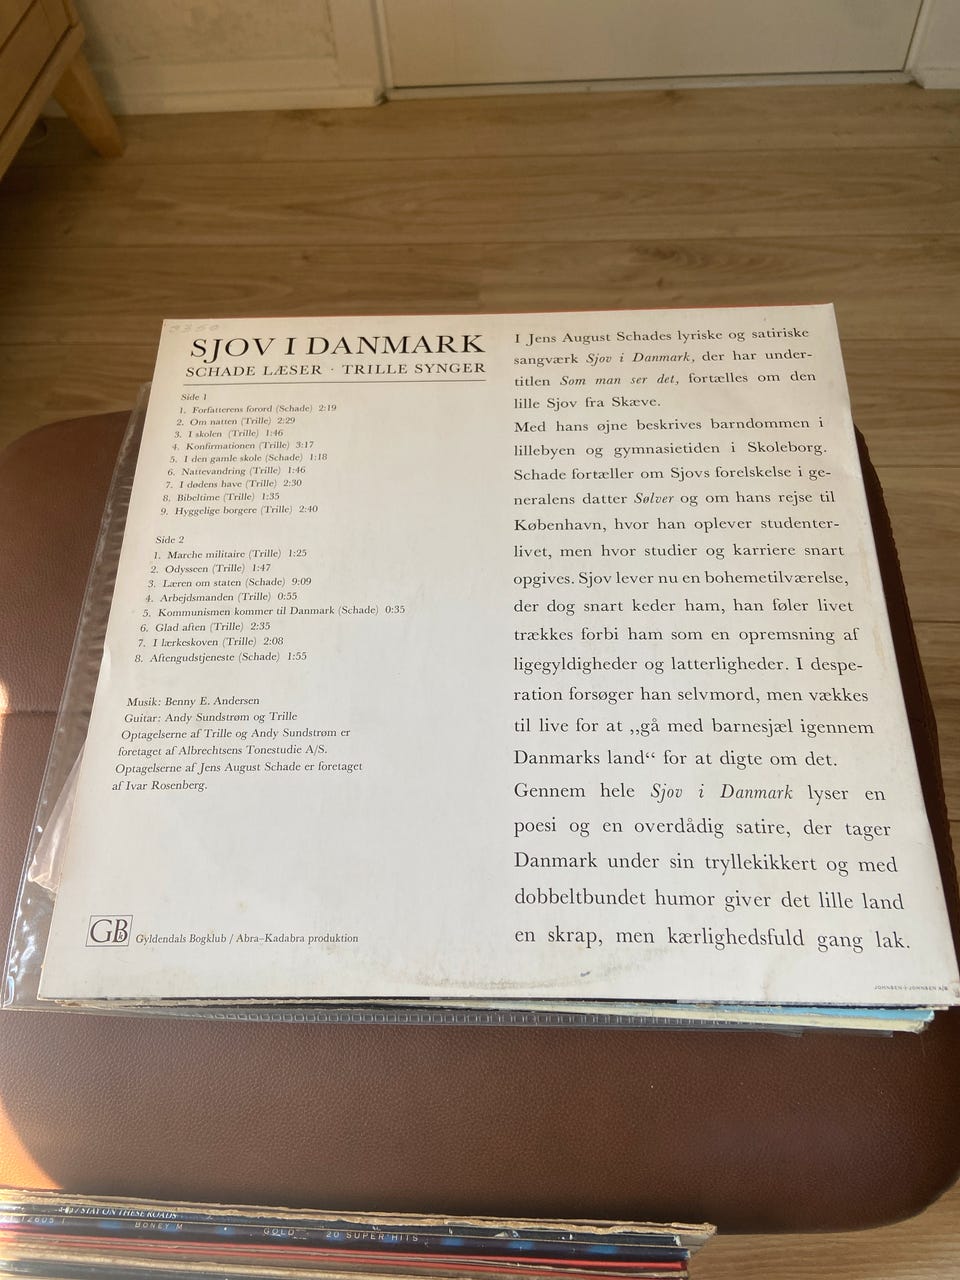 SJOV I DANMARK
SCHADE LÆSER · TRILLE SYNGER
Side 1
1. Forfatterens forord (Schade) 2:19
2. Om natten (Trille) 2:29
3. I skolen (Trille) 1:46
4. Konfirmationen (Trille) 3:17
5. I den gamle skole (Schade) 1:18
6. Nattevandring (Trille) 1:46
7. I dødens have (Trille) 2:30
8. Bibeltime (Trille) 1:35
9. Hyggelige borgere (Trille) 2:40
Side 2
1. Marche militaire (Trille) 1:25
2. Odysseen (Trille) 1:47
3. Læren om staten (Schade) 9:09
4. Arbejdsmanden (Trille) 0:55
5. Kommunismen kommer til Danmark (Schade) 0:35
6. Glad aften (Trille) 2:35
7. I lærkeskoven (Trille) 2:08
8. Aftengudstjeneste (Schade) 1:55
Musik: Benny E. Andersen
Guitar: Andy Sundstrøm og Trille
Optagelserne af Trille og Andy Sundstrøm er
foretaget af Albrechtsens Tonestudie A/S.
Optagelserne af Jens August Schade er foretaget
af Ivar Rosenberg.
GB
Gyldendals Bogklub / Abra-Kadabra produktion
I Jens August Schades lyriske og satiriske
sangværk Sjov i Danmark, der har under-
titlen Som man ser det, fortælles om den
lille Sjov fra Skæve.
Med hans øjne beskrives barndommen i
lillebyen og gymnasietiden i Skoleborg.
Schade fortæller om Sjovs forelskelse i ge-
neralens datter Sølver og om hans rejse til
København, hvor han oplever studenter-
livet, men hvor studier og karriere snart
opgives. Sjov lever nu en bohemetilværelse,
der dog snart keder ham, han føler livet
trækkes forbi ham som en opremsning af
ligegyldigheder og latterligheder. I despe-
ration forsøger han selvmord, men vækkes
til live for at „gå med barnesjæl igennem
Danmarks land“ for at digte om det.
Gennem hele Sjov i Danmark lyser en
poesi og en overdådig satire, der tager
Danmark under sin tryllekikkert og med
dobbeltbundet humor giver det lille land
en skrap, men kærlighedsfuld gang lak.
JOHNSEN+JOHNSEN A/S
STAY ON THESE ROADS
BONEY M GOLD 20 SUPER HITS